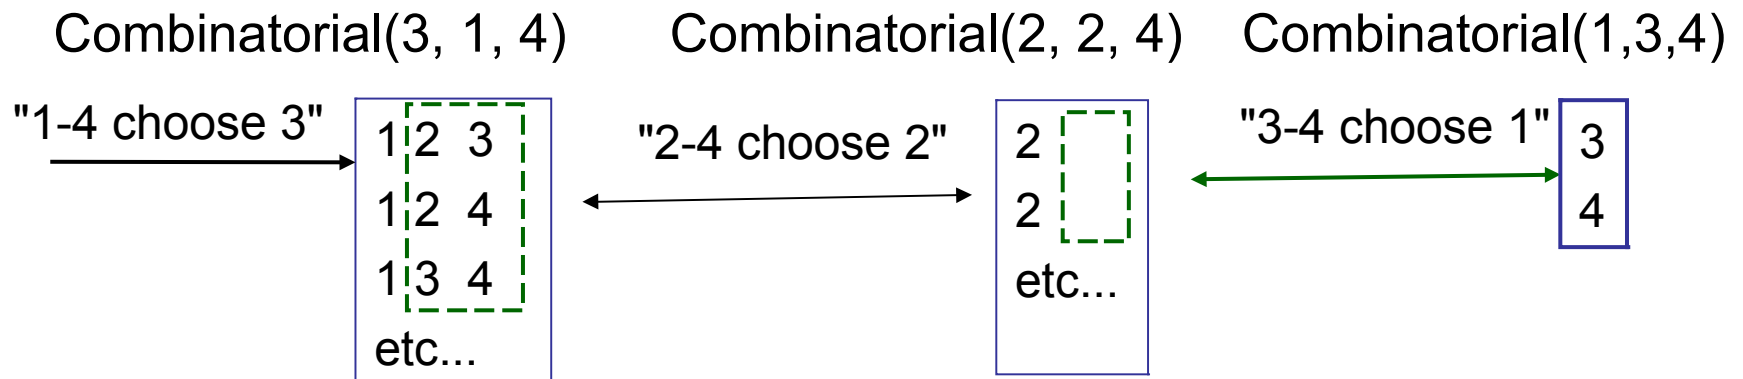 Combinatorial(3, 1, 4)
Combinatorial(2, 2, 4)
Combinatorial(1,3,4)
"1-4 choose 3"
1 2 3
1 2 4
1 3 4
etc...
"2-4 choose 2"
2
2
etc...
"3-4 choose 1"
3
4